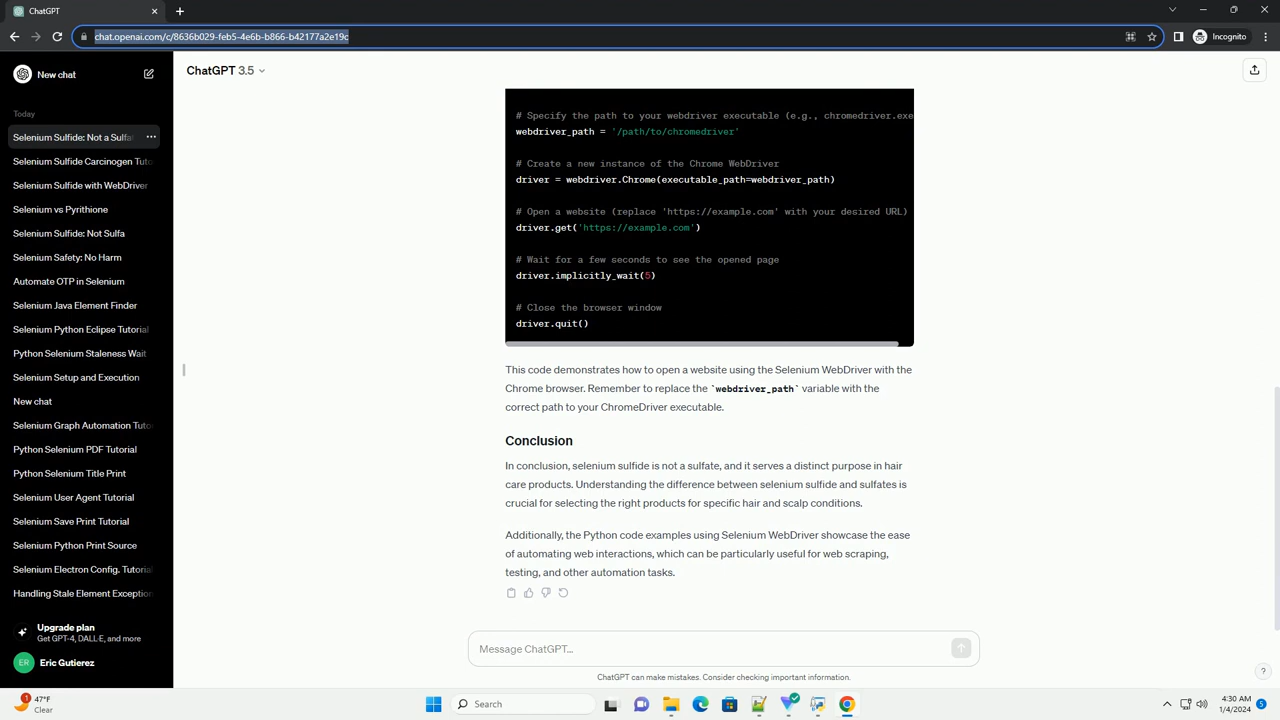 ChatGPT
chat.openai.com/c/8636b029-feb5-4e6b-b866-b42177a2e19c
Incognito
New chat
Today
Selenium Sulfide: Not a Sulfa
Selenium Sulfide Carcinogen Tuto
Selenium Sulfide with WebDriver
Selenium vs Pyrithione
Selenium Sulfide: Not Sulfa
Selenium Safety: No Harm
Automate OTP in Selenium
Selenium Java Element Finder
Selenium Python Eclipse Tutorial
Python Selenium Staleness Wait
Selenium Setup and Execution
New chat
Selenium Graph Automation Tuto
Python Selenium PDF Tutorial
Python Selenium Title Print
Selenium User Agent Tutorial
Selenium Save Print Tutorial
Selenium Python Print Source
Selenium Electron Config. Tutorial
Handling Stale Element Exception
Upgrade plan
Get GPT-4, DALL·E, and more
ER
Eric Gutierez
ChatGPT 3.5
# Specify the path to your webdriver executable (e.g., chromedriver.exe
webdriver_path = '/path/to/chromedriver'
# Create a new instance of the Chrome WebDriver
driver = webdriver.Chrome(executable_path=webdriver_path)
# Open a website (replace 'https://example.com' with your desired URL)
driver.get('https://example.com')
# Wait for a few seconds to see the opened page
driver.implicitly_wait(5)
# Close the browser window
driver.quit()
This code demonstrates how to open a website using the Selenium WebDriver with the
Chrome browser. Remember to replace the `webdriver_path` variable with the
correct path to your ChromeDriver executable.
Conclusion
In conclusion, selenium sulfide is not a sulfate, and it serves a distinct purpose in hair
care products. Understanding the difference between selenium sulfide and sulfates is
crucial for selecting the right products for specific hair and scalp conditions.
Additionally, the Python code examples using Selenium WebDriver showcase the ease
of automating web interactions, which can be particularly useful for web scraping,
testing, and other automation tasks.
Message ChatGPT...
ChatGPT can make mistakes. Consider checking important information.
?
1
47°F
Clear
Search
4:30 AM
1/4/2024
5